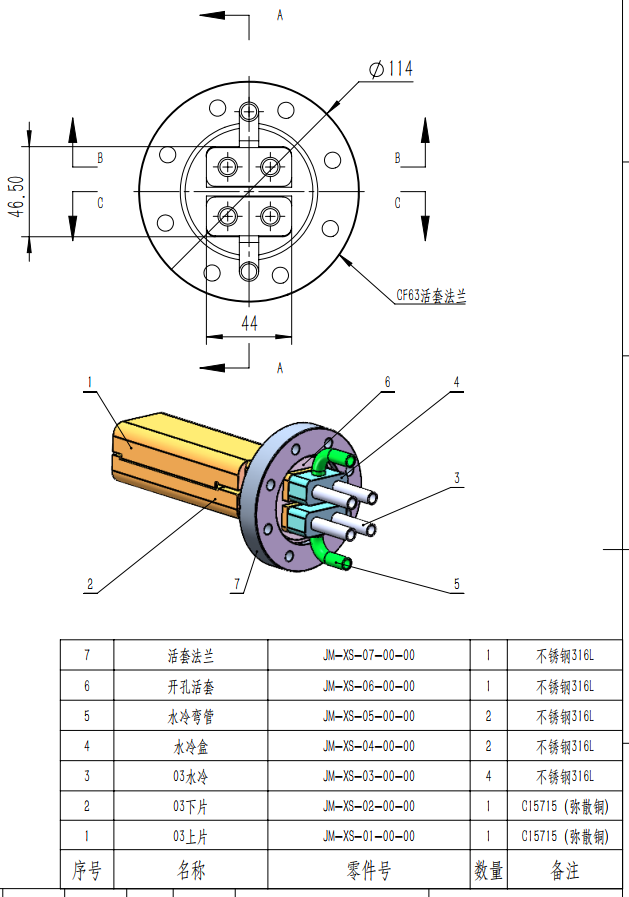 A
Ø114
B B
C C
46.50
CF63活套法兰
44
A
1 6 4
3
2 7 5
7 活套法兰 JM-XS-07-00-00 1 不锈钢316L
6 开孔活套 JM-XS-06-00-00 1 不锈钢316L
5 水冷弯管 JM-XS-05-00-00 2 不锈钢316L
4 水冷盒 JM-XS-04-00-00 2 不锈钢316L
3 03水冷 JM-XS-03-00-00 4 不锈钢316L
2 03下片 JM-XS-02-00-00 1 C15715 (弥散铜)
1 03上片 JM-XS-01-00-00 1 C15715 (弥散铜)
序号 名称 零件号 数量 备注